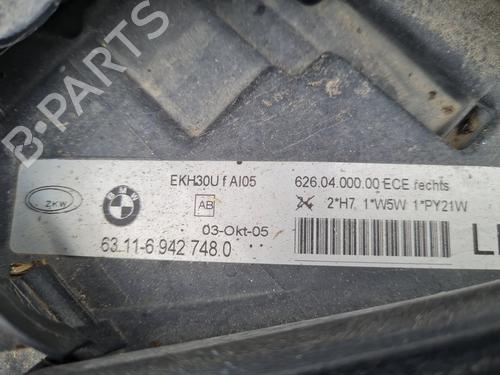 B-PARTS
EKH30U f AI05
626.04.000.00 ECE rechts
ZKW
BMW
AB
2*H7 1*W5W 1*PY21W
03-Okt-05
63.11-6 942 748.0